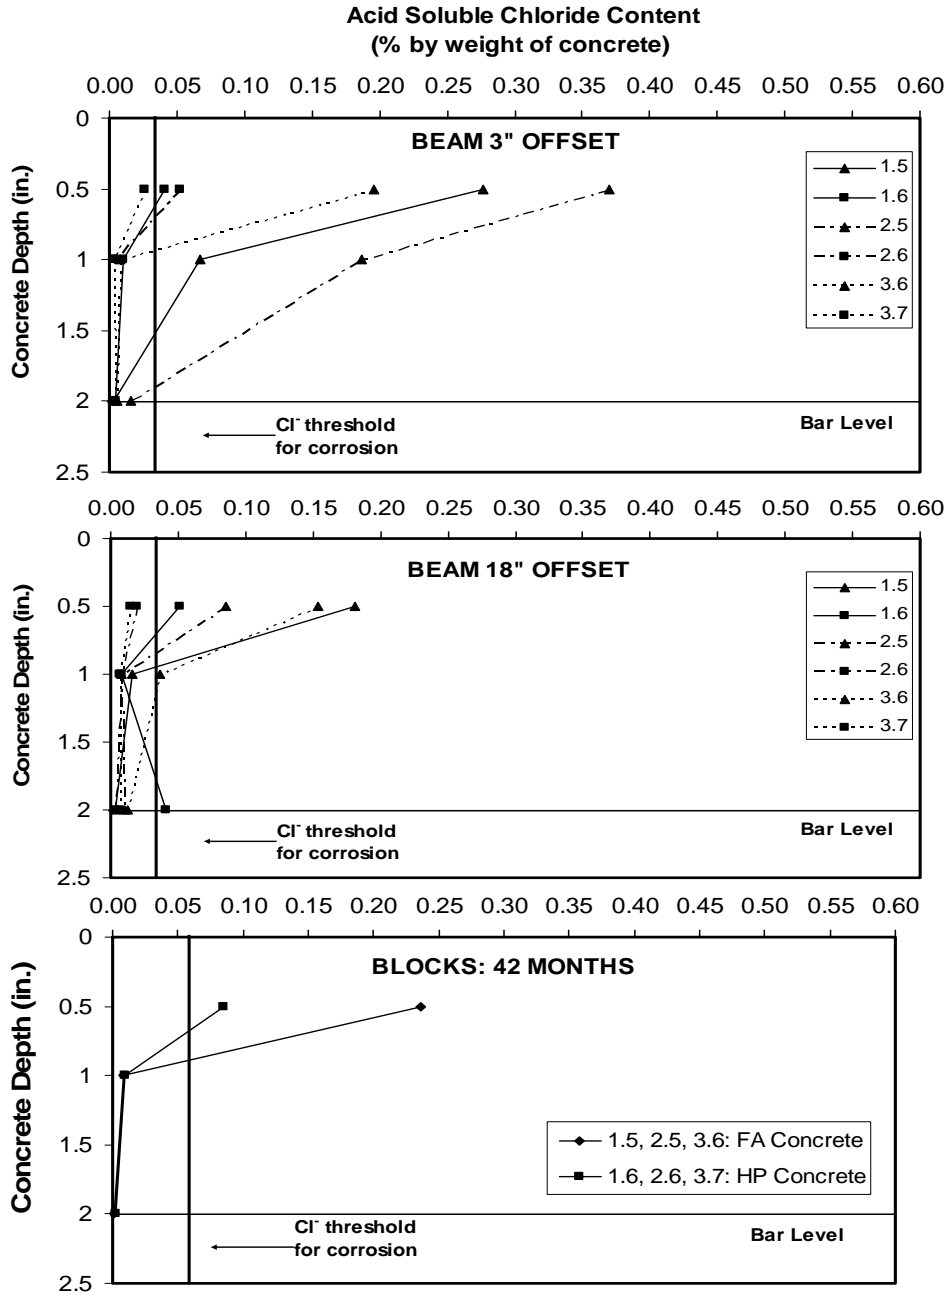 Acid Soluble Chloride Content
(% by weight of concrete)
0.00 0.05 0.10 0.15 0.20 0.25 0.30 0.35 0.40 0.45 0.50 0.55 0.60
Concrete Depth (in.)
0
0.5
1
1.5
2
2.5
BEAM 3" OFFSET
1.5
1.6
2.5
2.6
3.6
3.7
Cl- threshold
for corrosion
Bar Level
0.00 0.05 0.10 0.15 0.20 0.25 0.30 0.35 0.40 0.45 0.50 0.55 0.60
Concrete Depth (in.)
0
0.5
1
1.5
2
2.5
BEAM 18" OFFSET
1.5
1.6
2.5
2.6
3.6
3.7
Cl- threshold
for corrosion
Bar Level
0.00 0.05 0.10 0.15 0.20 0.25 0.30 0.35 0.40 0.45 0.50 0.55 0.60
Concrete Depth (in.)
0
0.5
1
1.5
2
2.5
BLOCKS: 42 MONTHS
1.5, 2.5, 3.6: FA Concrete
1.6, 2.6, 3.7: HP Concrete
Cl- threshold
for corrosion
Bar Level